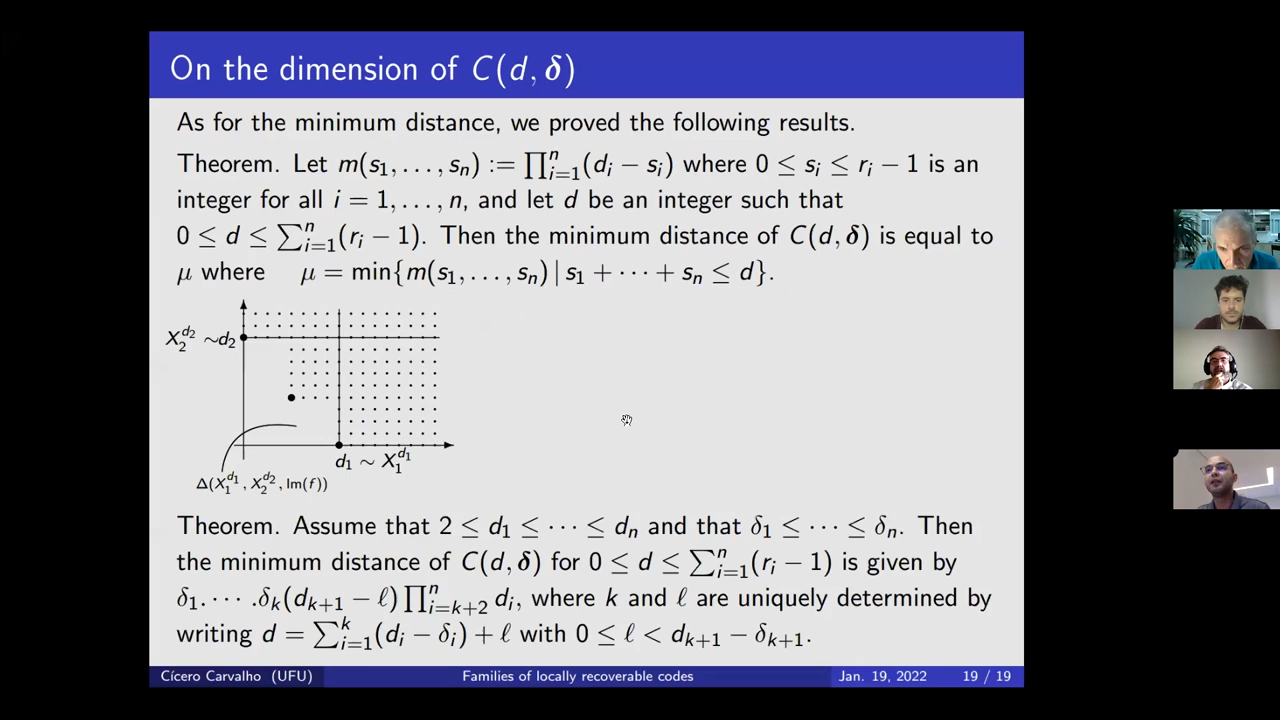 On the dimension of C(d, δ)
As for the minimum distance, we proved the following results.
Theorem. Let m(s₁, . . . , sₙ) := ∏ⁿᵢ₌₁(dᵢ − sᵢ) where 0 ≤ sᵢ ≤ rᵢ − 1 is an
integer for all i = 1, . . . , n, and let d be an integer such that
0 ≤ d ≤ ∑ⁿᵢ₌₁(rᵢ − 1). Then the minimum distance of C(d, δ) is equal to
μ where μ = min{m(s₁, . . . , sₙ) | s₁ + · · · + sₙ ≤ d}.
X₂^{d₂} ∼d₂
d₁ ∼ X₁^{d₁}
Δ(X₁^{d₁}, X₂^{d₂}, Im(f))
Theorem. Assume that 2 ≤ d₁ ≤ · · · ≤ dₙ and that δ₁ ≤ · · · ≤ δₙ. Then
the minimum distance of C(d, δ) for 0 ≤ d ≤ ∑ⁿᵢ₌₁(rᵢ − 1) is given by
δ₁. · · · .δₖ(dₖ₊₁ − ℓ) ∏ⁿᵢ₌ₖ₊₂ dᵢ, where k and ℓ are uniquely determined by
writing d = ∑ᵏᵢ₌₁(dᵢ − δᵢ) + ℓ with 0 ≤ ℓ < dₖ₊₁ − δₖ₊₁.
Cícero Carvalho (UFU) Families of locally recoverable codes Jan. 19, 2022 19 / 19